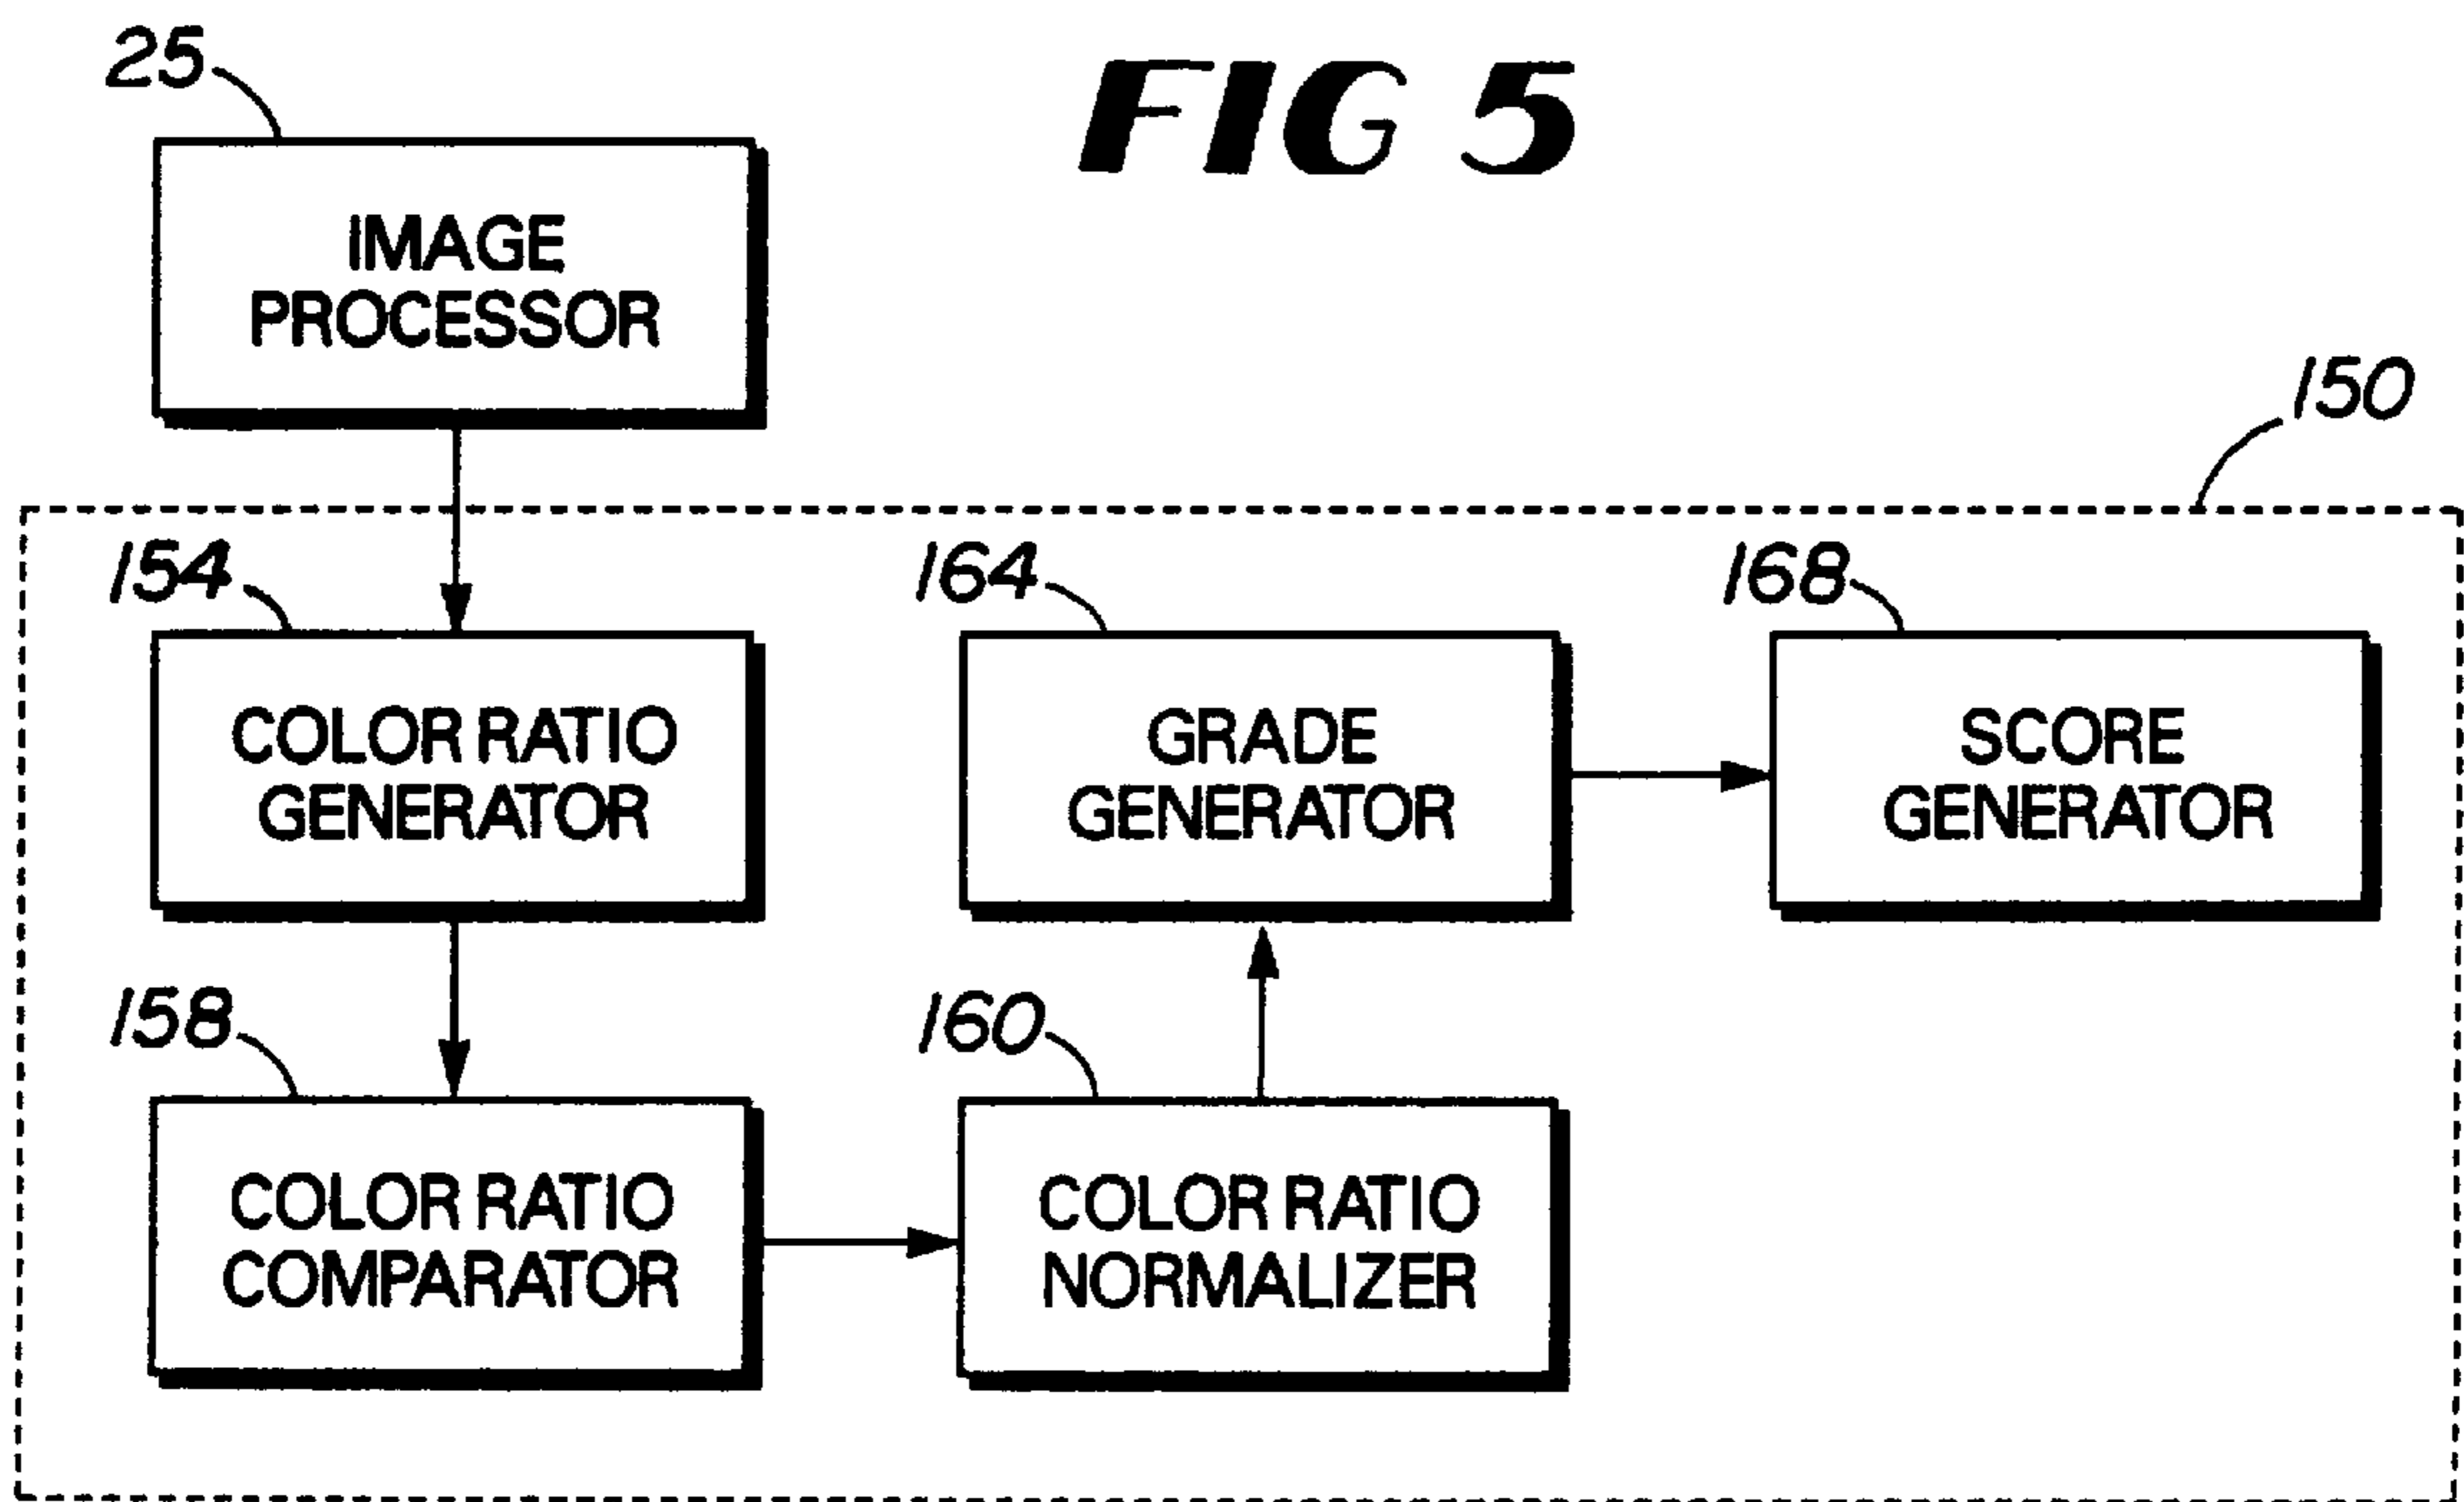 25
FIG 5
IMAGE
PROCESSOR
150
154
164
168
COLOR RATIO
GENERATOR
GRADE
GENERATOR
SCORE
GENERATOR
158
160
COLOR RATIO
COMPARATOR
COLOR RATIO
NORMALIZER